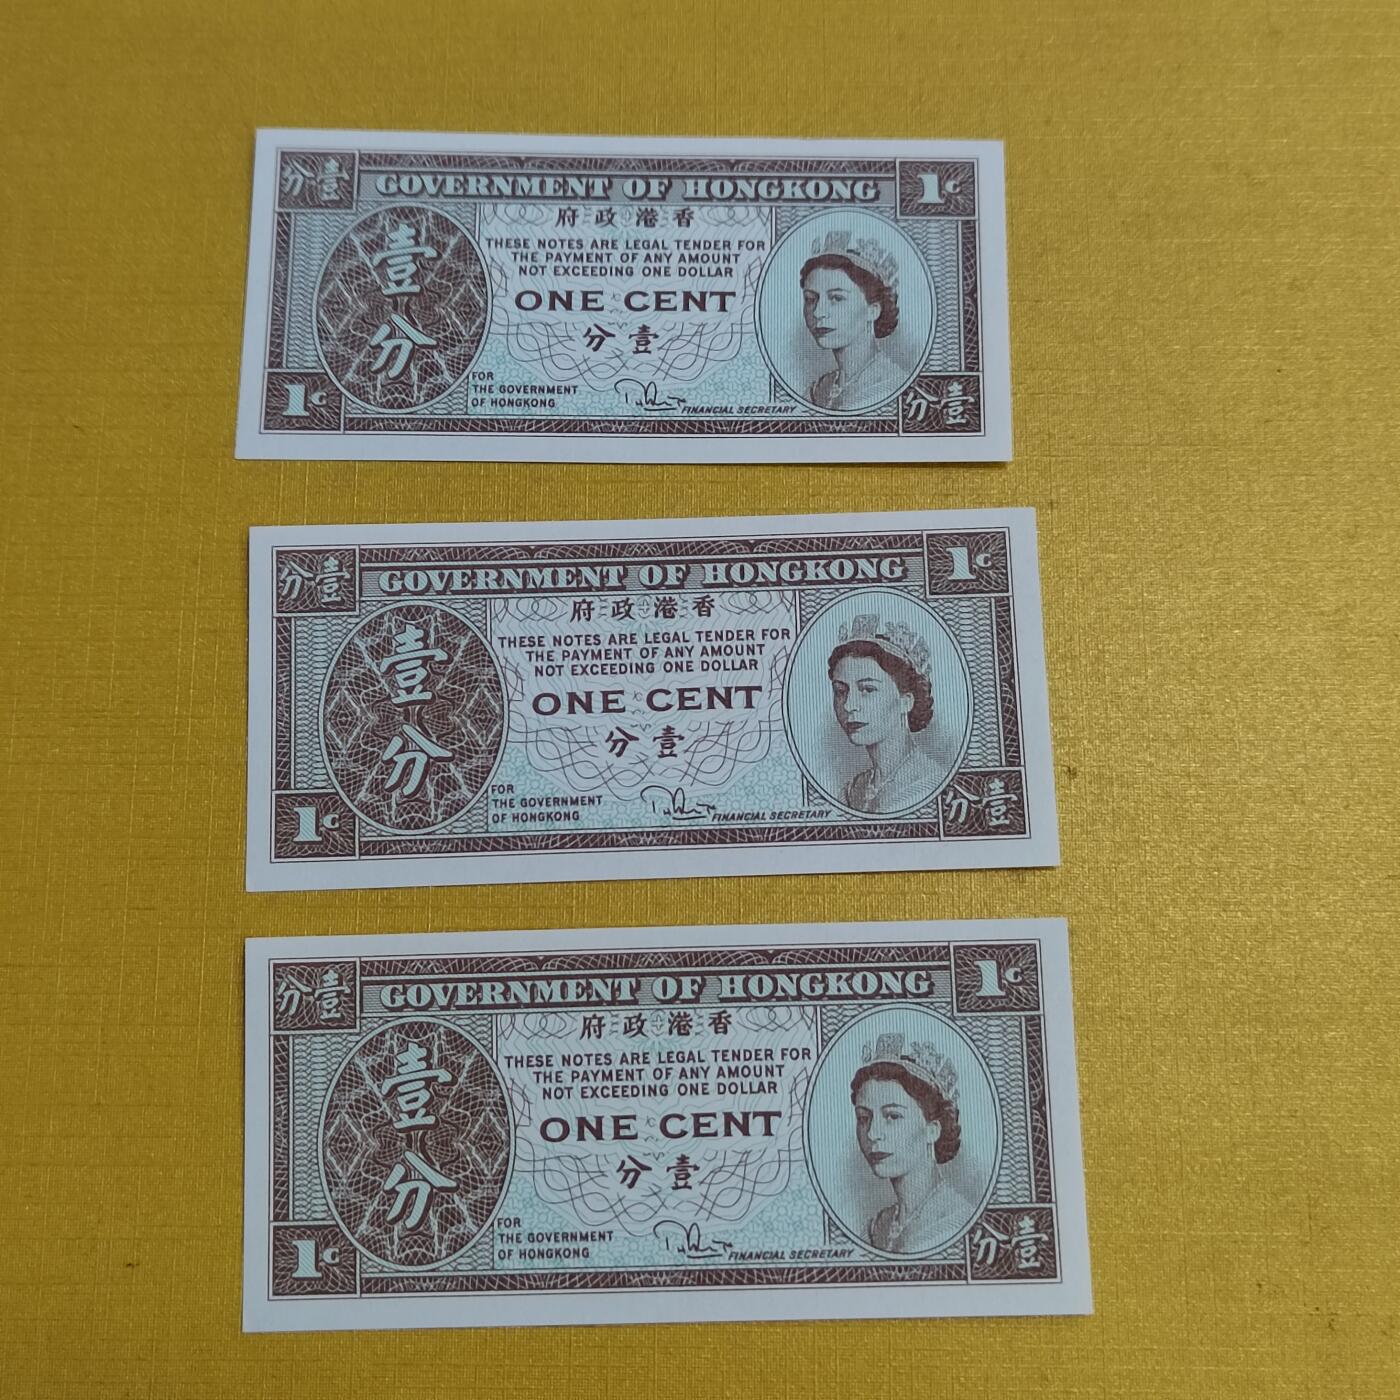 分壹 GOVERNMENT OF HONGKONG 1c
府政港香
THESE NOTES ARE LEGAL TENDER FOR
THE PAYMENT OF ANY AMOUNT
NOT EXCEEDING ONE DOLLAR
壹
分
ONE CENT
分壹
FOR
THE GOVERNMENT
OF HONGKONG
FINANCIAL SECRETARY
1c 分壹
分壹 GOVERNMENT OF HONGKONG 1c
府政港香
THESE NOTES ARE LEGAL TENDER FOR
THE PAYMENT OF ANY AMOUNT
NOT EXCEEDING ONE DOLLAR
壹
分
ONE CENT
分壹
FOR
THE GOVERNMENT
OF HONGKONG
FINANCIAL SECRETARY
1c 分壹
分壹 GOVERNMENT OF HONGKONG 1c
府政港香
THESE NOTES ARE LEGAL TENDER FOR
THE PAYMENT OF ANY AMOUNT
NOT EXCEEDING ONE DOLLAR
壹
分
ONE CENT
分壹
FOR
THE GOVERNMENT
OF HONGKONG
FINANCIAL SECRETARY
1c 分壹